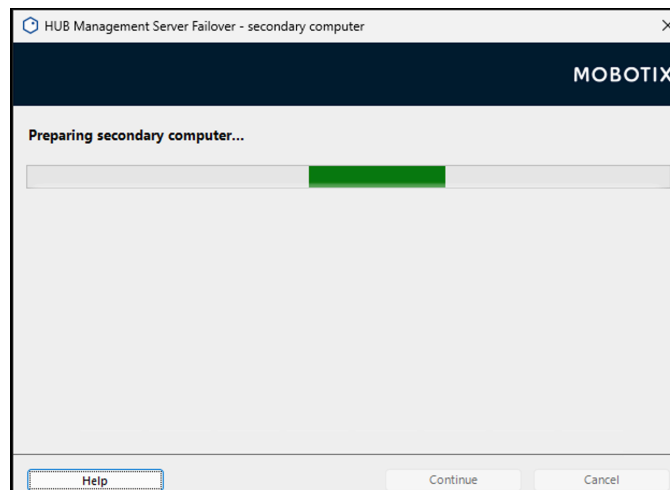 HUB Management Server Failover - secondary computer
MOBOTIX
Preparing secondary computer...
Help
Continue
Cancel